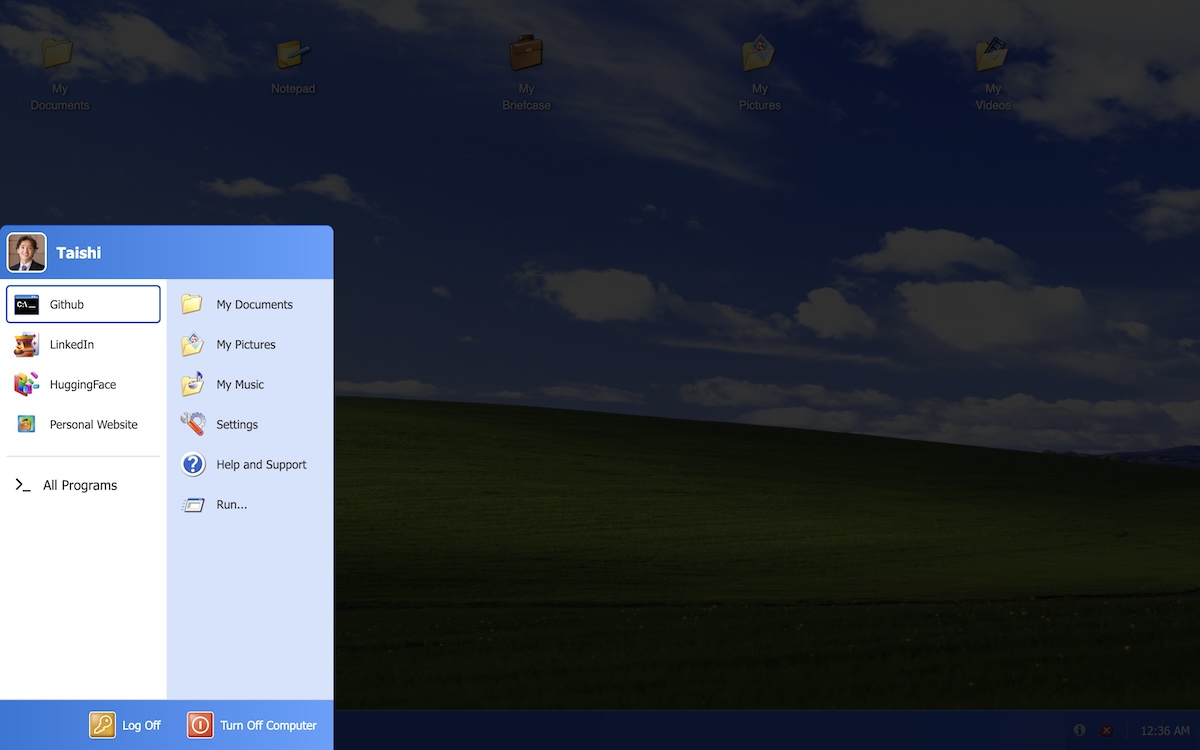 My
Documents
Notepad
My
Briefcase
My
Pictures
My
Videos
Taishi
C:\
Github
LinkedIn
HuggingFace
Personal Website
All Programs
My Documents
My Pictures
My Music
Settings
Help and Support
Run...
Log Off
Turn Off Computer
12:36 AM